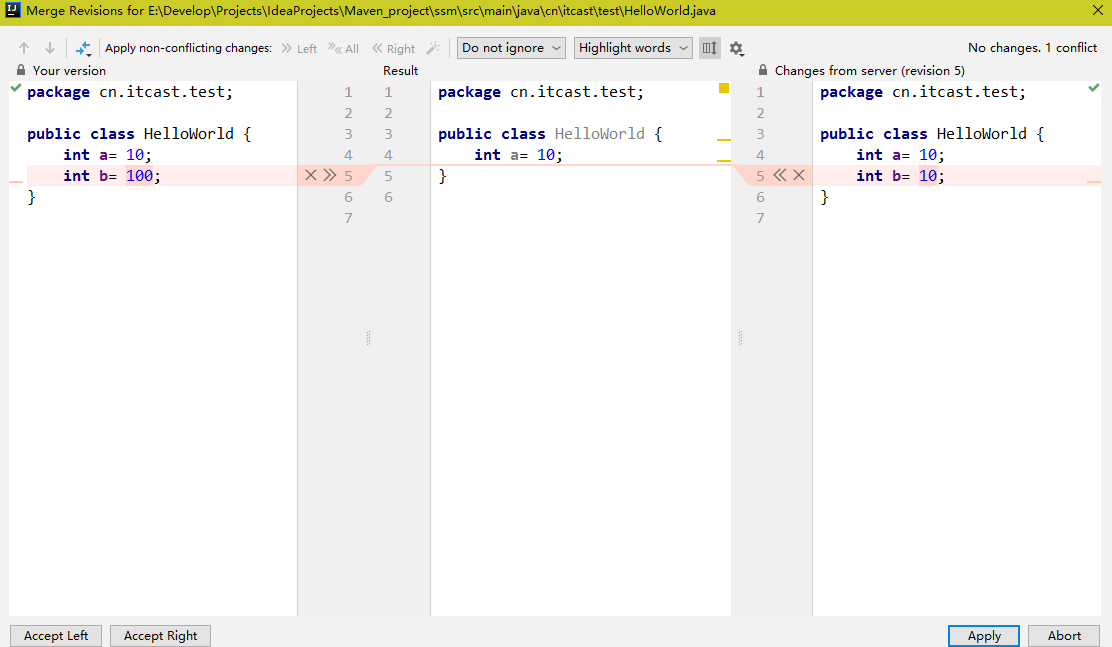 Merge Revisions for E:\Develop\Projects\IdeaProjects\Maven_project\ssm\src\main\java\cn\itcast\test\HelloWorld.java
Apply non-conflicting changes: Left All Right Do not ignore Highlight words No changes. 1 conflict
Your version Result Changes from server (revision 5)
package cn.itcast.test; 1 1 package cn.itcast.test; 1 package cn.itcast.test;
2 2 2
public class HelloWorld { 3 3 public class HelloWorld { 3 public class HelloWorld {
int a= 10; 4 4 int a= 10; 4 int a= 10;
int b= 100; 5 5 } 5 int b= 10;
} 6 6 6 }
7 7
Accept Left Accept Right Apply Abort